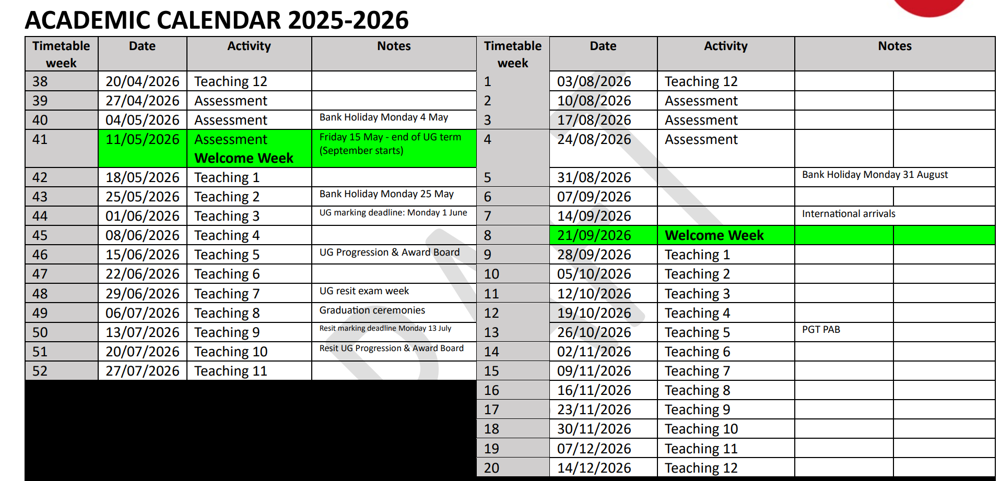 ACADEMIC CALENDAR 2025-2026
Timetable week Date Activity Notes
38 20/04/2026 Teaching 12
39 27/04/2026 Assessment
40 04/05/2026 Assessment Bank Holiday Monday 4 May
41 11/05/2026 Assessment Friday 15 May - end of UG term
Welcome Week (September starts)
42 18/05/2026 Teaching 1
43 25/05/2026 Teaching 2 Bank Holiday Monday 25 May
44 01/06/2026 Teaching 3 UG marking deadline: Monday 1 June
45 08/06/2026 Teaching 4
46 15/06/2026 Teaching 5 UG Progression & Award Board
47 22/06/2026 Teaching 6
48 29/06/2026 Teaching 7 UG resit exam week
49 06/07/2026 Teaching 8 Graduation ceremonies
50 13/07/2026 Teaching 9 Resit marking deadline Monday 13 July
51 20/07/2026 Teaching 10 Resit UG Progression & Award Board
52 27/07/2026 Teaching 11
Timetable week Date Activity Notes
1 03/08/2026 Teaching 12
2 10/08/2026 Assessment
3 17/08/2026 Assessment
4 24/08/2026 Assessment
5 31/08/2026 Bank Holiday Monday 31 August
6 07/09/2026
7 14/09/2026 International arrivals
8 21/09/2026 Welcome Week
9 28/09/2026 Teaching 1
10 05/10/2026 Teaching 2
11 12/10/2026 Teaching 3
12 19/10/2026 Teaching 4
13 26/10/2026 Teaching 5 PGT PAB
14 02/11/2026 Teaching 6
15 09/11/2026 Teaching 7
16 16/11/2026 Teaching 8
17 23/11/2026 Teaching 9
18 30/11/2026 Teaching 10
19 07/12/2026 Teaching 11
20 14/12/2026 Teaching 12